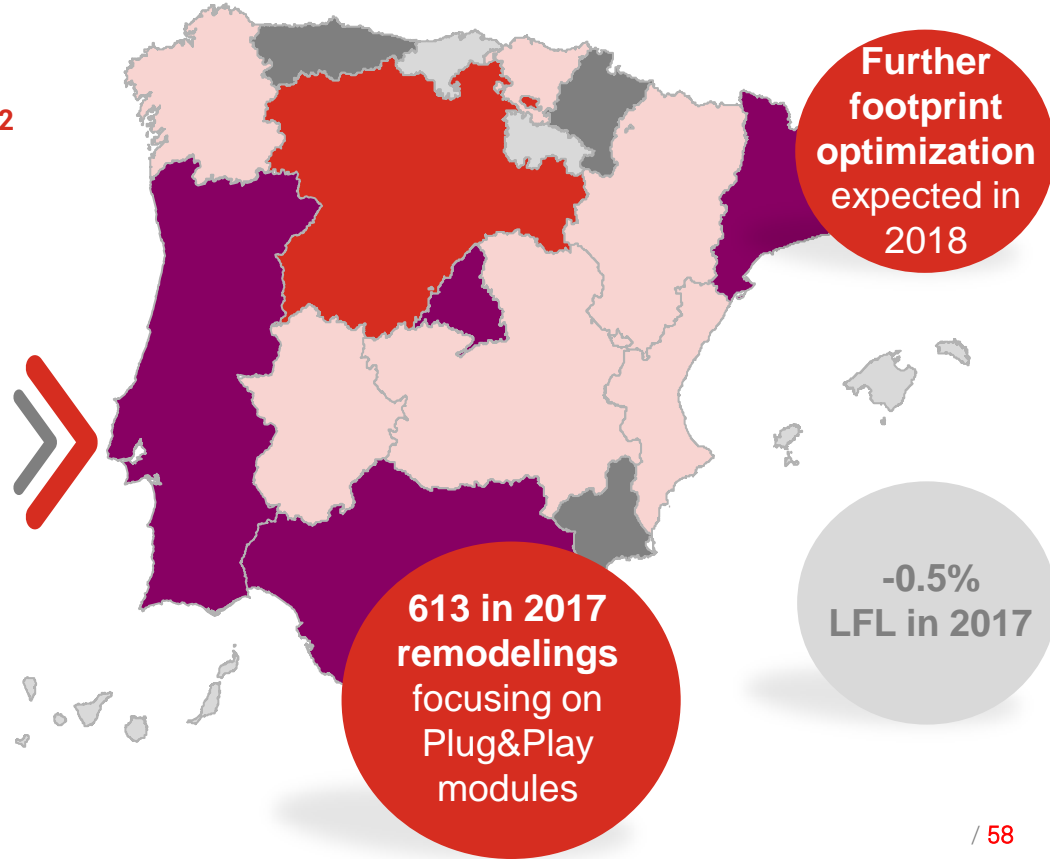 2
Further
footprint
optimization
expected in
2018
-0.5%
LFL in 2017
613 in 2017
remodelings
focusing on
Plug&Play
modules
/ 58